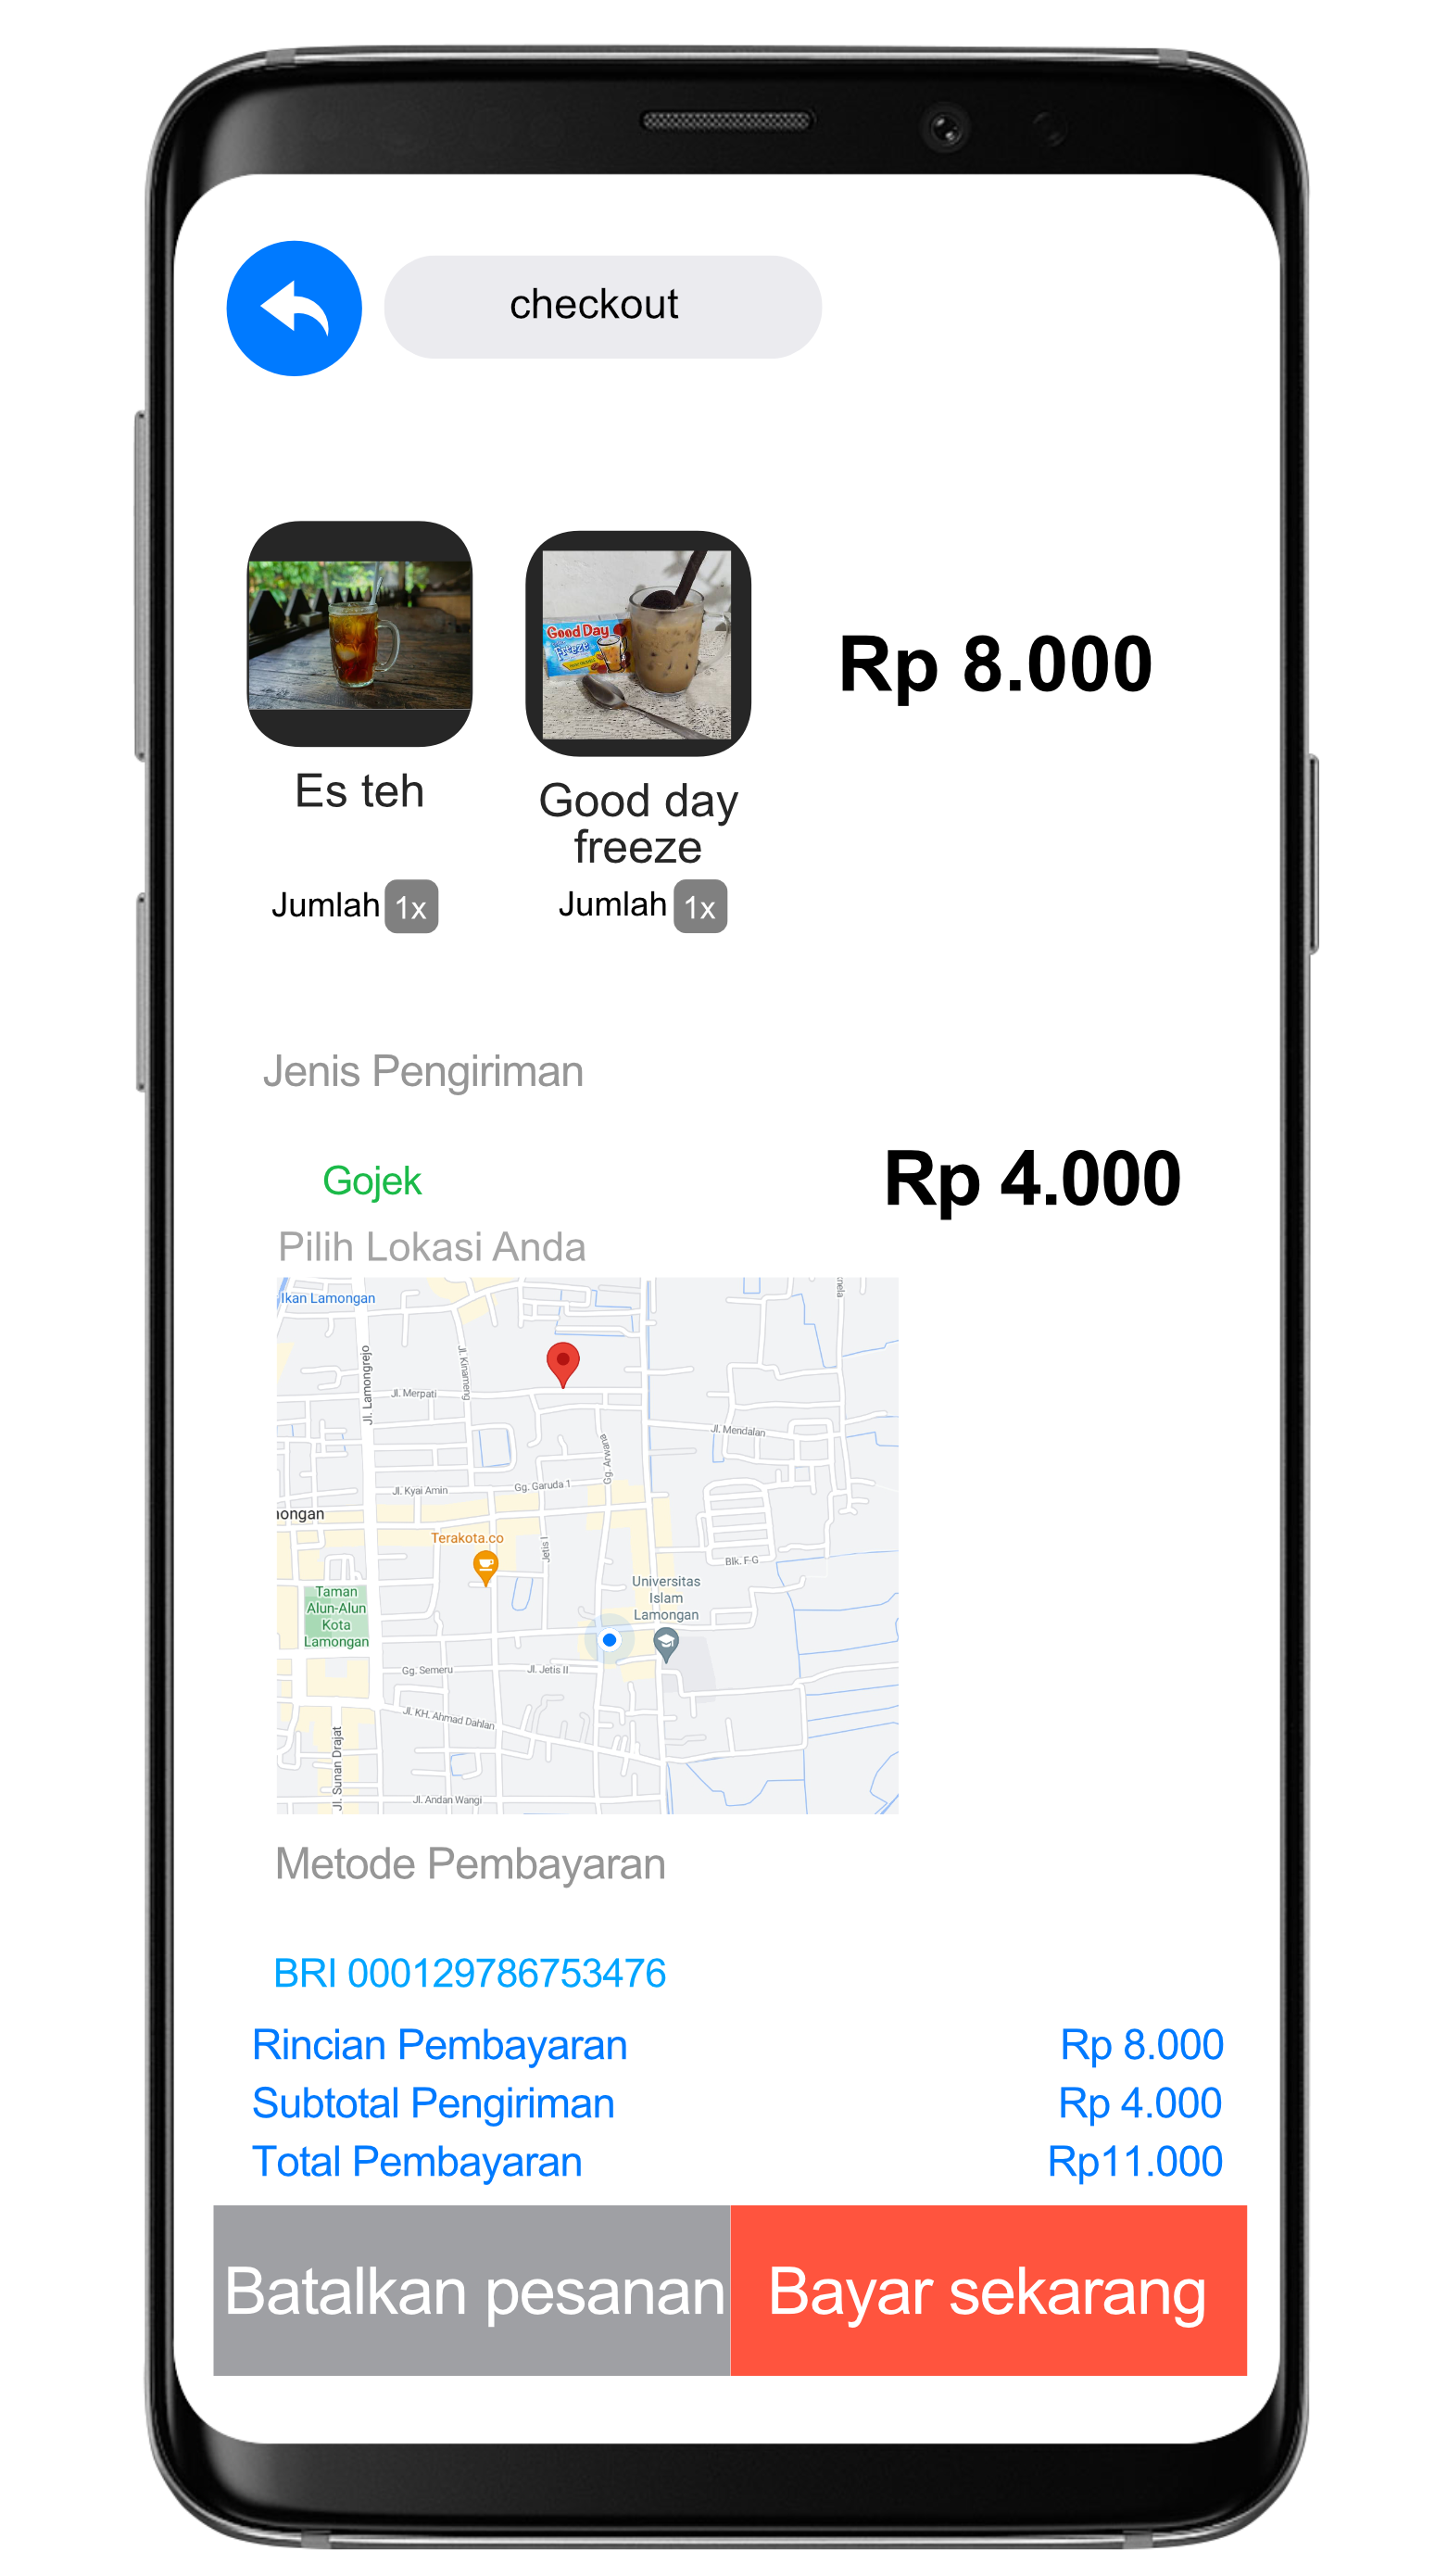 checkout
Good Day
Freeze
Rp 8.000
Es teh
Good day
freeze
Jumlah 1x
Jumlah 1x
Jenis Pengiriman
Gojek
Rp 4.000
Pilih Lokasi Anda
Ikan Lamongan
Jl. Lamongrejo
Jl. Kinameng
Jl. Merpati
Jl. Mendalan
Gg. Arwana
Jl. Kyai Amin
Gg. Garuda 1
ongan
Terakota.co
Jetis I
Blk. F-G
Universitas
Islam
Lamongan
Taman
Alun-Alun
Kota
Lamongan
Gg. Semeru
Jl. Jetis II
Jl. KH. Ahmad Dahlan
Jl. Sunan Drajat
Jl. Andan Wangi
Metode Pembayaran
BRI 000129786753476
Rincian Pembayaran Rp 8.000
Subtotal Pengiriman Rp 4.000
Total Pembayaran Rp11.000
Batalkan pesanan Bayar sekarang